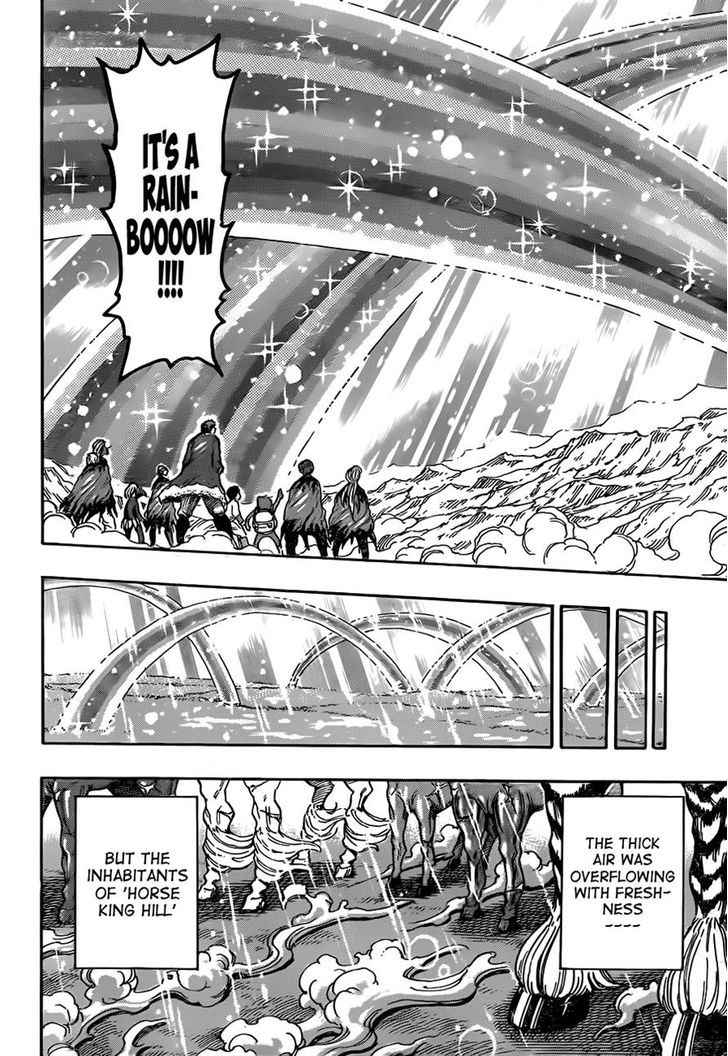 IT'S A
RAIN-
BOOOOW
!!!!
THE THICK
AIR WAS
OVERFLOWING
WITH FRESH-
NESS
----
BUT THE
INHABITANTS
OF 'HORSE
KING HILL'